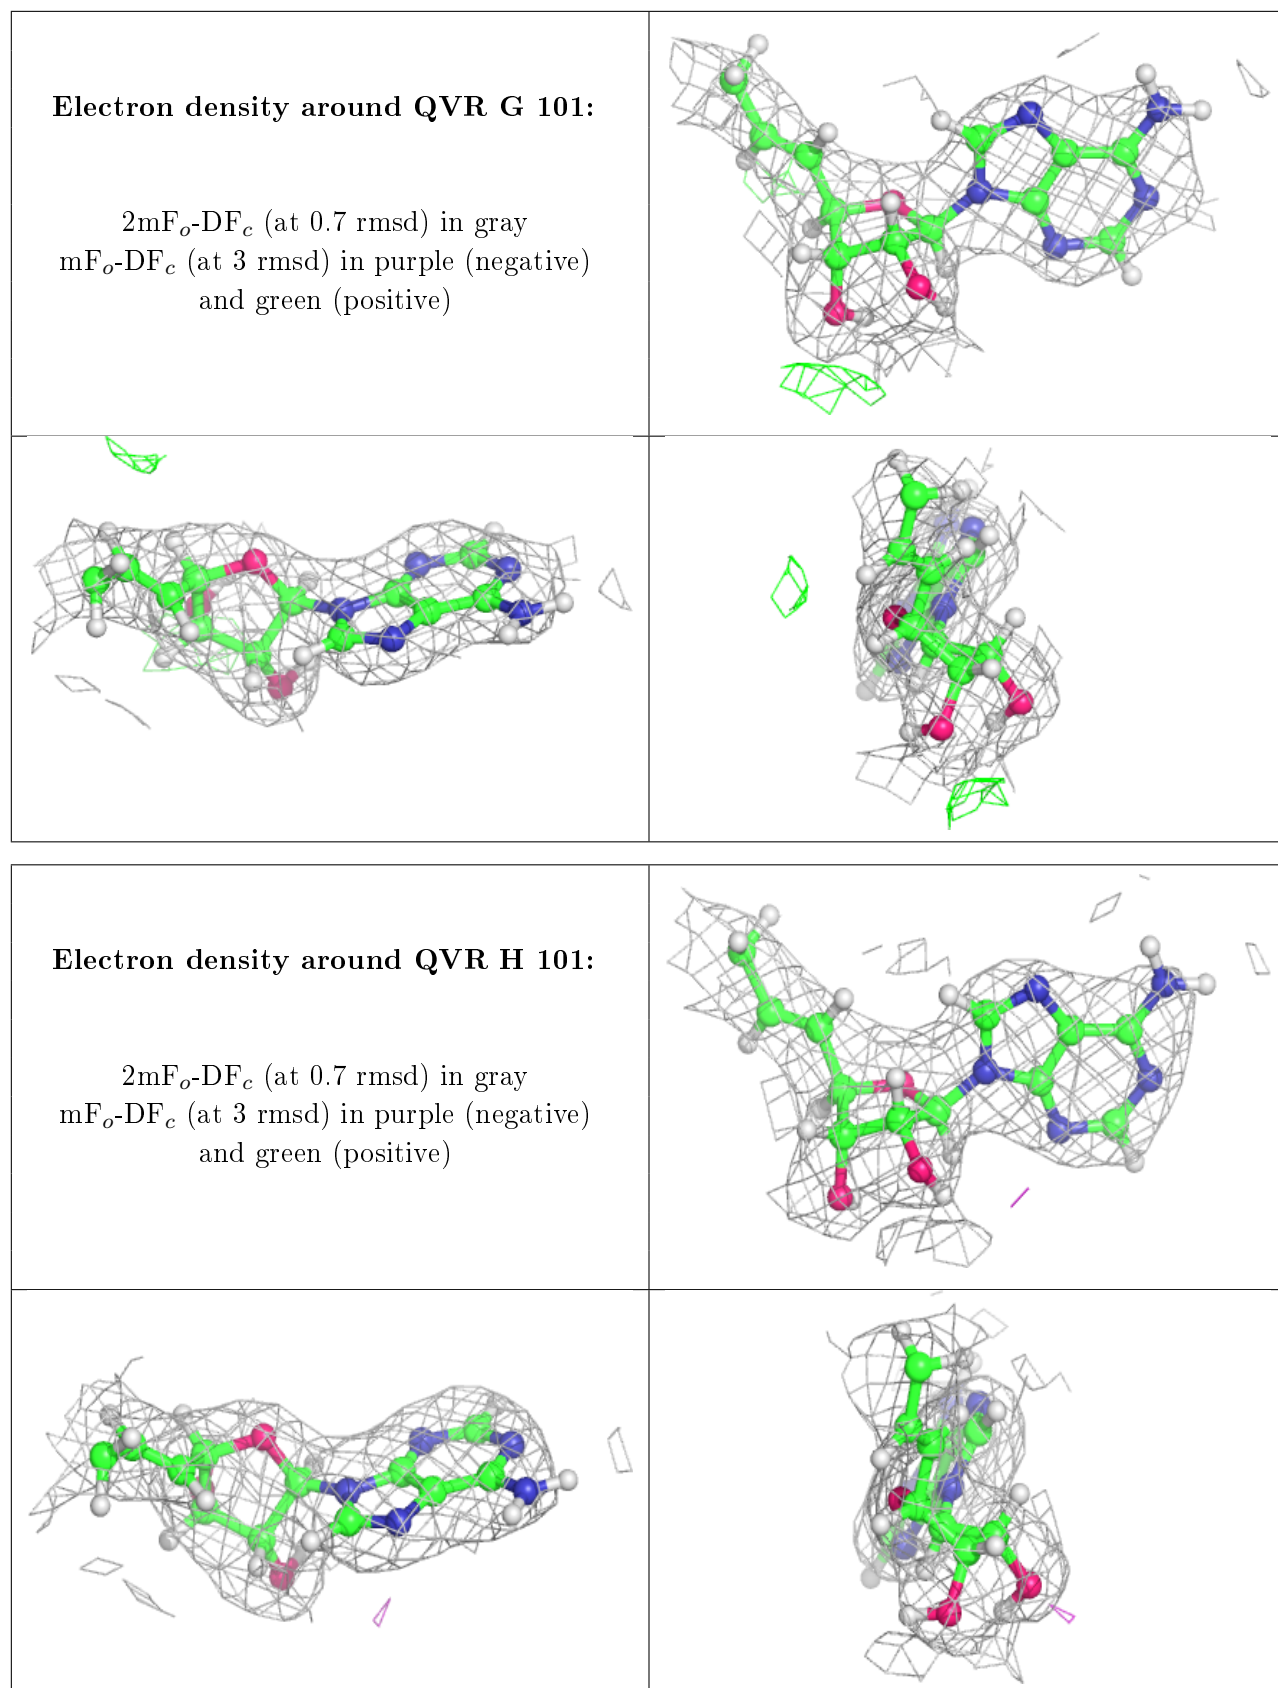 Electron density around QVR G 101:
2mFo-DFc (at 0.7 rmsd) in gray
mFo-DFc (at 3 rmsd) in purple (negative)
and green (positive)
Electron density around QVR H 101:
2mFo-DFc (at 0.7 rmsd) in gray
mFo-DFc (at 3 rmsd) in purple (negative)
and green (positive)